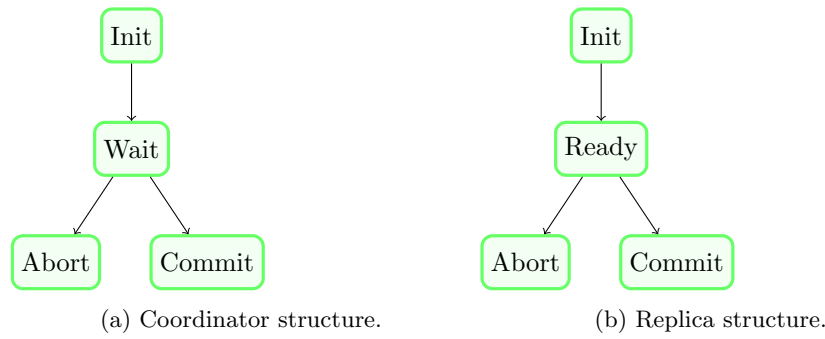 Init
Wait
Abort Commit
(a) Coordinator structure.
Init
Ready
Abort Commit
(b) Replica structure.